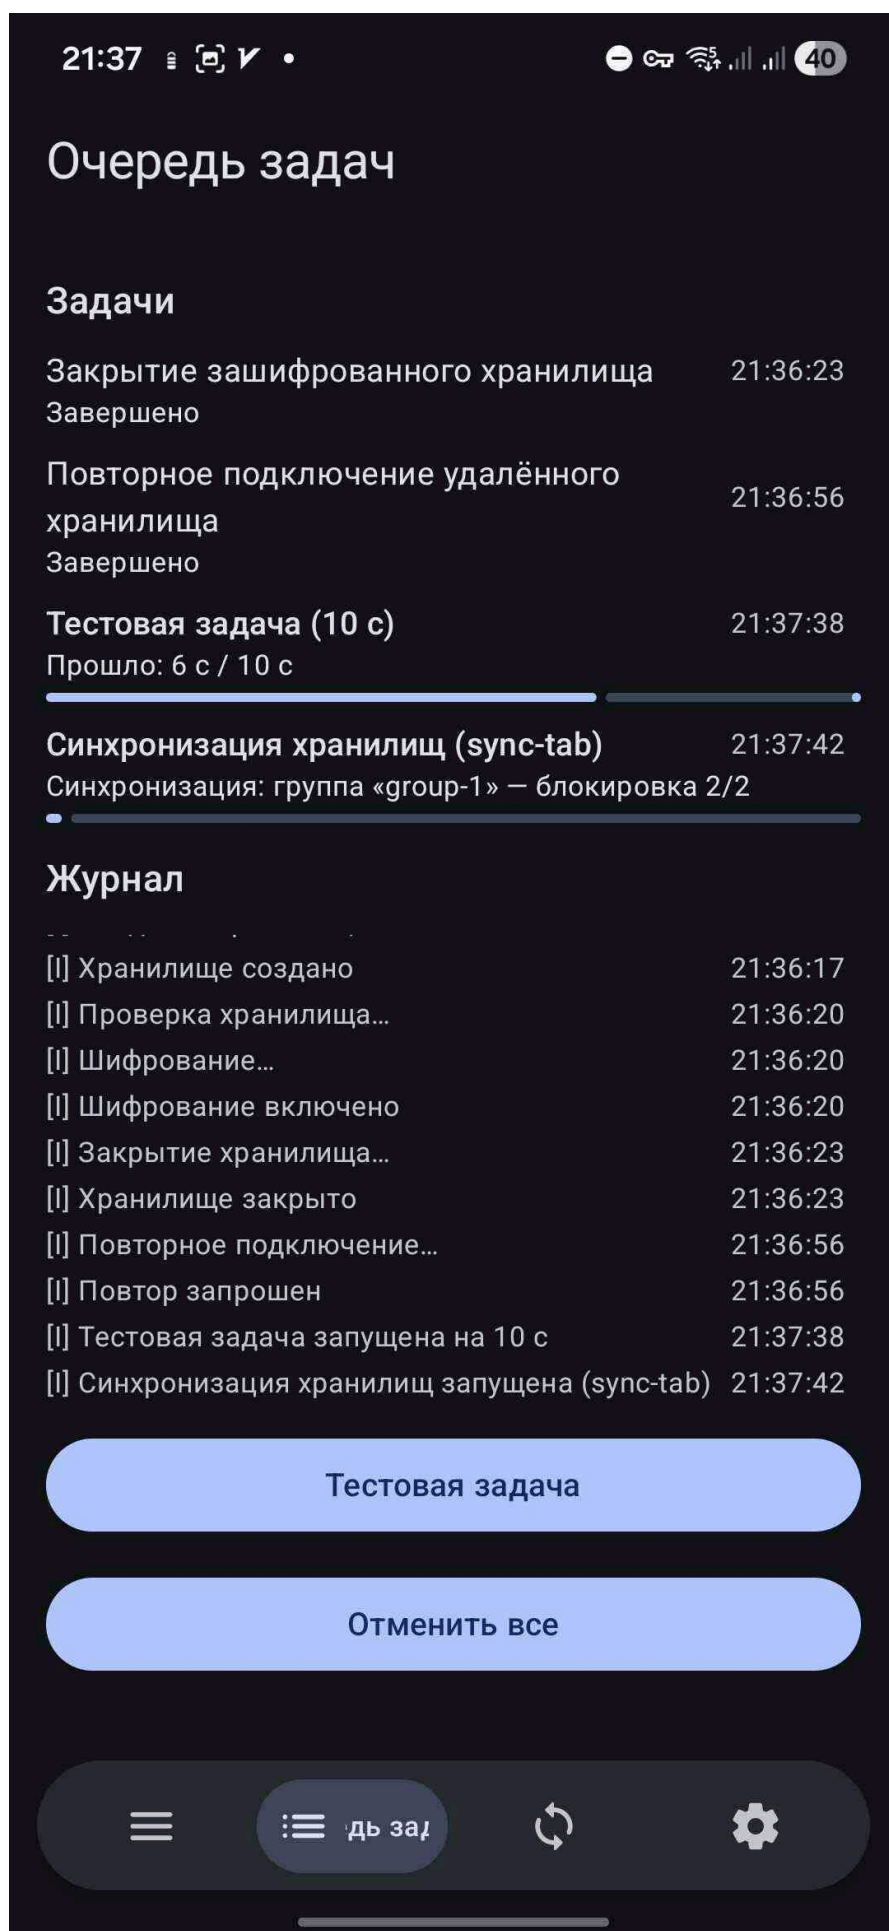 21:37
5
40
Очередь задач
Задачи
Закрытие зашифрованного хранилища 21:36:23
Завершено
Повторное подключение удалённого
хранилища
21:36:56
Завершено
Тестовая задача (10 с) 21:37:38
Прошло: 6 с / 10 с
Синхронизация хранилищ (sync-tab) 21:37:42
Синхронизация: группа «group-1» — блокировка 2/2
Журнал
[I] Хранилище создано 21:36:17
[I] Проверка хранилища... 21:36:20
[I] Шифрование... 21:36:20
[I] Шифрование включено 21:36:20
[I] Закрытие хранилища... 21:36:23
[I] Хранилище закрыто 21:36:23
[I] Повторное подключение... 21:36:56
[I] Повтор запрошен 21:36:56
[I] Тестовая задача запущена на 10 с 21:37:38
[I] Синхронизация хранилищ запущена (sync-tab) 21:37:42
Тестовая задача
Отменить все
дь за